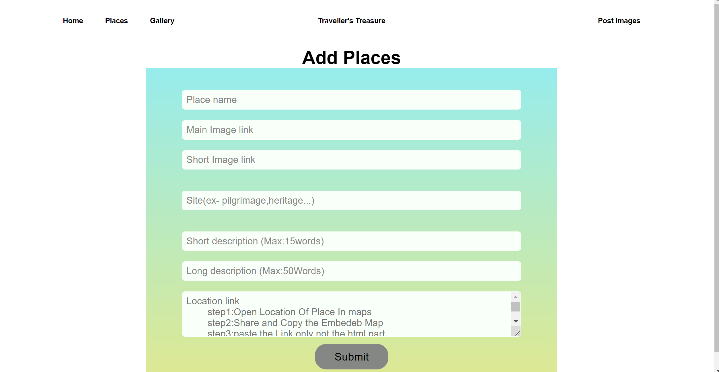 Home Places Gallery Traveller's Treasure Post Images
Add Places
Place name
Main Image link
Short Image link
Site(ex- pilgrimage,heritage...)
Short description (Max:15words)
Long description (Max:50Words)
Location link
step1:Open Location Of Place In maps
step2:Share and Copy the Embedeb Map
step3:paste the Link only not the html part
Submit